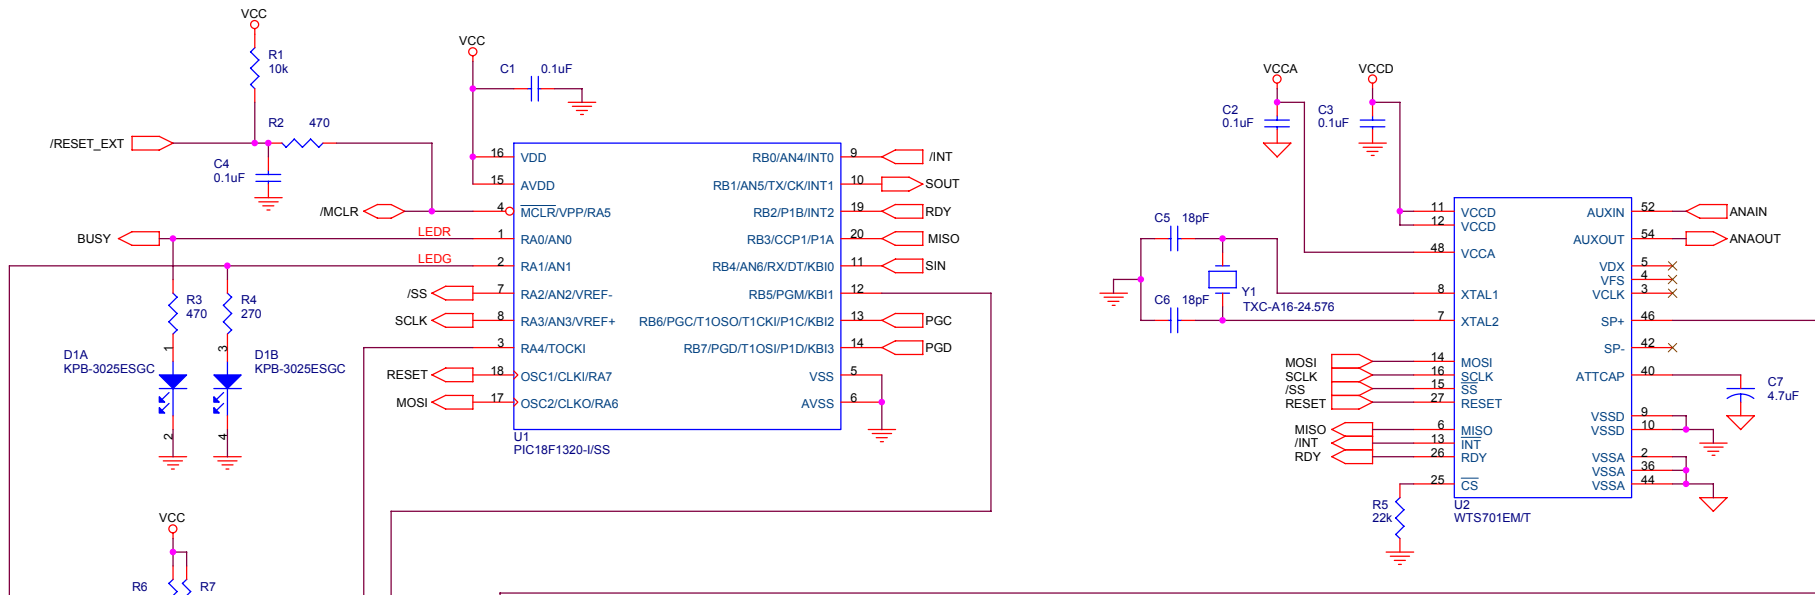 VCC
R1
10k
/RESET_EXT
R2 470
C4
0.1uF
/MCLR
BUSY
LEDR
LEDG
/SS
SCLK
RESET
MOSI
R3
470
R4
270
1
3
D1A
KPB-3025ESGC
D1B
KPB-3025ESGC
2
4
VCC
R6
R7
VCC
C1 0.1uF
16 VDD
15 AVDD
4 MCLR/VPP/RA5
1 RA0/AN0
2 RA1/AN1
7 RA2/AN2/VREF-
8 RA3/AN3/VREF+
3 RA4/TOCKI
18 OSC1/CLKI/RA7
17 OSC2/CLKO/RA6
RB0/AN4/INT0 9 /INT
RB1/AN5/TX/CK/INT1 10 SOUT
RB2/P1B/INT2 19 RDY
RB3/CCP1/P1A 20 MISO
RB4/AN6/RX/DT/KBI0 11 SIN
RB5/PGM/KBI1 12
RB6/PGC/T1OSO/T1CKI/P1C/KBI2 13 PGC
RB7/PGD/T1OSI/P1D/KBI3 14 PGD
VSS 5
AVSS 6
U1
PIC18F1320-I/SS
VCCA
C2
0.1uF
VCCD
C3
0.1uF
C5 18pF
C6 18pF
Y1
TXC-A16-24.576
11 VCCD
12 VCCD
48 VCCA
8 XTAL1
7 XTAL2
MOSI 14 MOSI
SCLK 16 SCLK
/SS 15 SS
RESET 27 RESET
MISO 6 MISO
/INT 13 INT
RDY 26 RDY
25 CS
R5
22k
AUXIN 52 ANAIN
AUXOUT 54 ANAOUT
VDX 5
VFS 4
VCLK 3
SP+ 46
SP- 42
ATTCAP 40
C7
4.7uF
VSSD 9
VSSD 10
VSSA 2
VSSA 36
VSSA 44
U2
WTS701EM/T